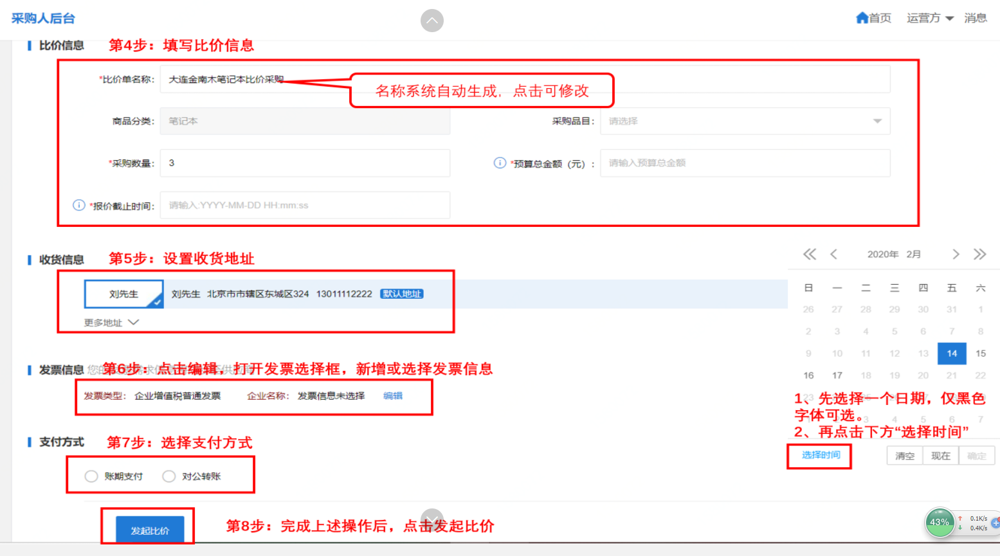 采购人后台
首页 运营方 消息
比价信息 第4步：填写比价信息
*比价单名称: 大连金南木笔记本比价采购
名称系统自动生成，点击可修改
商品分类: 笔记本 采购品目: 请选择
*采购数量: 3 *预算总金额（元）: 请输入预算总金额
*报价截止时间: 请输入:YYYY-MM-DD HH:mm:ss
收货信息 第5步：设置收货地址
刘先生 刘先生 北京市市辖区东城区324 13011112222 默认地址
更多地址
2020年 2月
日 一 二 三 四 五 六
26 27 28 29 30 31 1
2 3 4 5 6 7 8
9 10 11 12 13 14 15
16 17 18 19 20 21 22
23
3 4 5 6 7
1、先选择一个日期，仅黑色
字体可选。
2、再点击下方“选择时间”
选择时间 清空 现在 确定
发票信息 第6步：点击编辑，打开发票选择框，新增或选择发票信息
发票类型: 企业增值税普通发票 企业名称: 发票信息未选择 编辑
支付方式 第7步：选择支付方式
账期支付 对公转账
发起比价 第8步：完成上述操作后，点击发起比价
43% 0.1K/s
0.4K/s